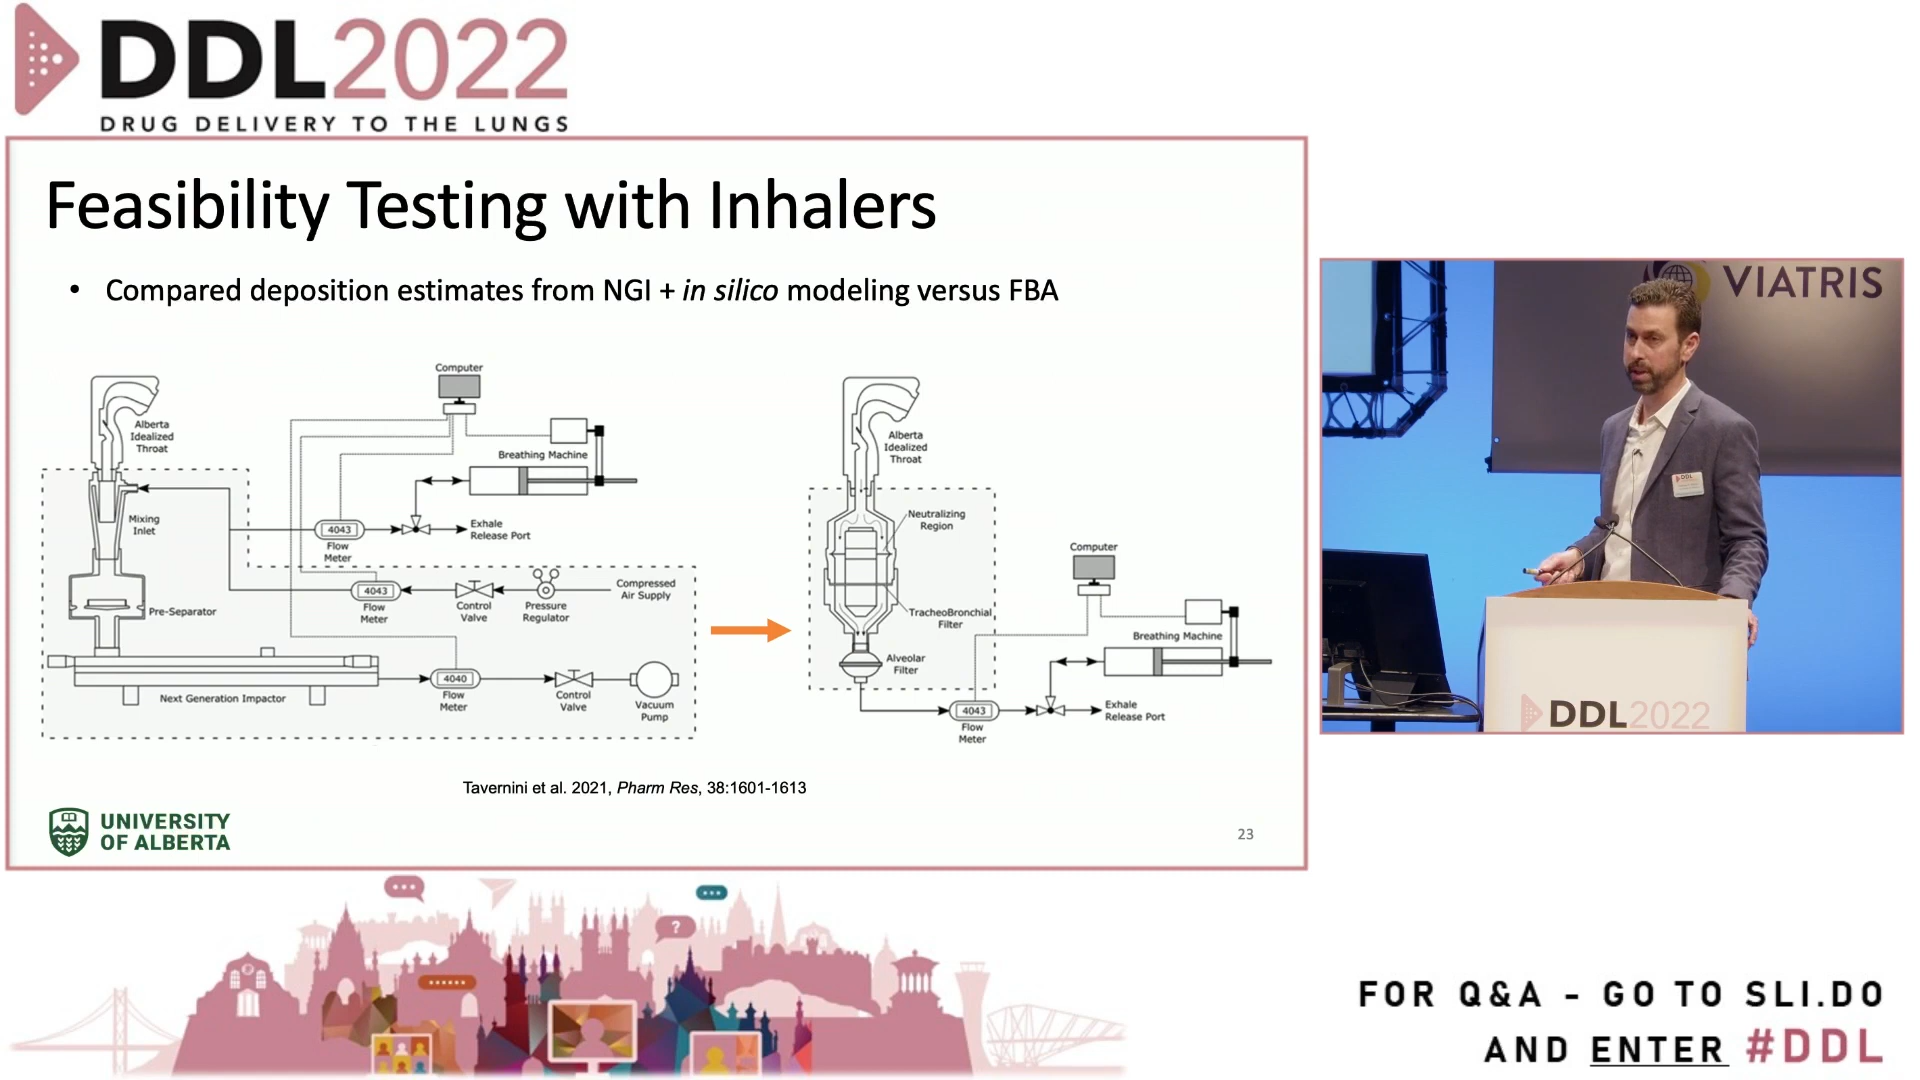 DDL2022
DRUG DELIVERY TO THE LUNGS
Feasibility Testing with Inhalers
• Compared deposition estimates from NGI + in silico modeling versus FBA
Computer
Alberta
Idealized
Throat
Breathing Machine
Mixing
Inlet
4043
Flow
Meter
Exhale
Release Port
4043
Flow
Meter
Control
Valve
Pressure
Regulator
Compressed
Air Supply
Pre-Separator
Next Generation Impactor
4040
Flow
Meter
Control
Valve
Vacuum
Pump
Alberta
Idealized
Throat
Neutralizing
Region
TracheoBronchial
Filter
Alveolar
Filter
Computer
Breathing Machine
4043
Flow
Meter
Exhale
Release Port
Tavernini et al. 2021, Pharm Res, 38:1601-1613
UNIVERSITY
OF ALBERTA
23
VIATRIS
DDL
DDL2022
?
FOR Q&A - GO TO SLI.DO
AND ENTER #DDL